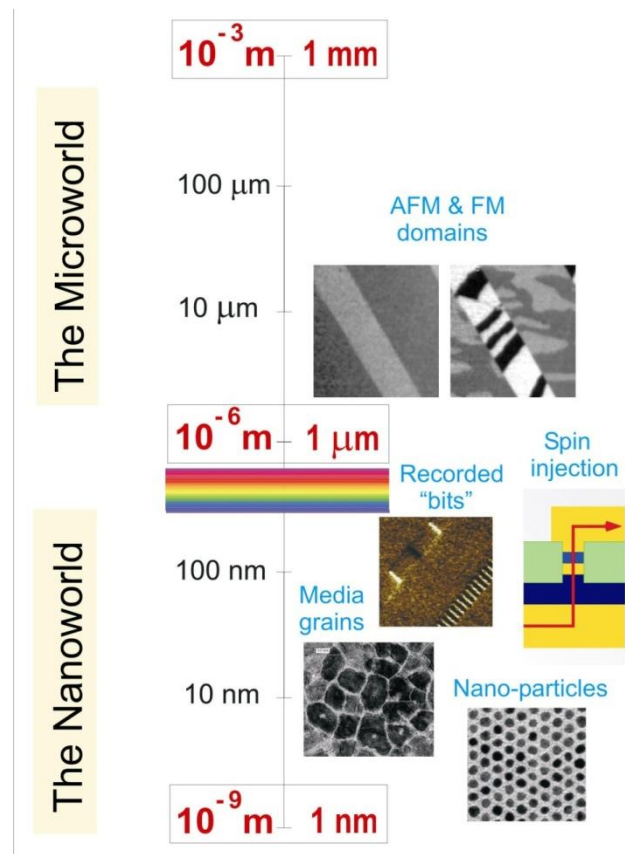 10⁻³ m 1 mm
The Microworld
100 μm
AFM & FM
domains
10 μm
10⁻⁶ m 1 μm
Spin
injection
Recorded
"bits"
The Nanoworld
100 nm
Media
grains
Nano-particles
10 nm
10⁻⁹ m 1 nm